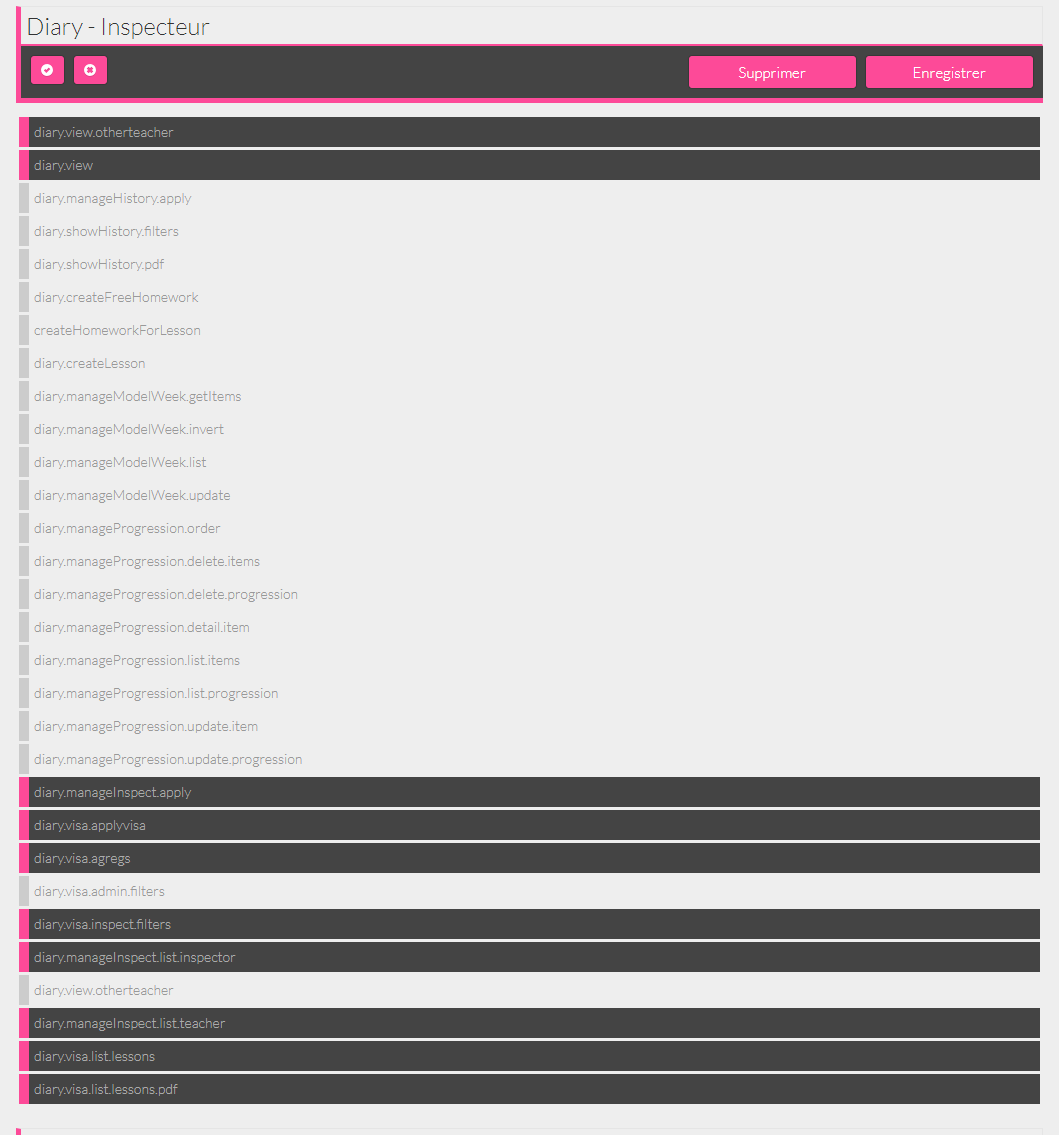 Diary - Inspecteur
Supprimer
Enregistrer
diary.view.otherteacher
diary.view
diary.manageHistory.apply
diary.showHistory.filters
diary.showHistory.pdf
diary.createFreeHomework
createHomeworkForLesson
diary.createLesson
diary.manageModelWeek.getItems
diary.manageModelWeek.invert
diary.manageModelWeek.list
diary.manageModelWeek.update
diary.manageProgression.order
diary.manageProgression.delete.items
diary.manageProgression.delete.progression
diary.manageProgression.detail.item
diary.manageProgression.list.items
diary.manageProgression.list.progression
diary.manageProgression.update.item
diary.manageProgression.update.progression
diary.manageInspect.apply
diary.visa.applyvisa
diary.visa.agregs
diary.visa.admin.filters
diary.visa.inspect.filters
diary.manageInspect.list.inspector
diary.view.otherteacher
diary.manageInspect.list.teacher
diary.visa.list.lessons
diary.visa.list.lessons.pdf